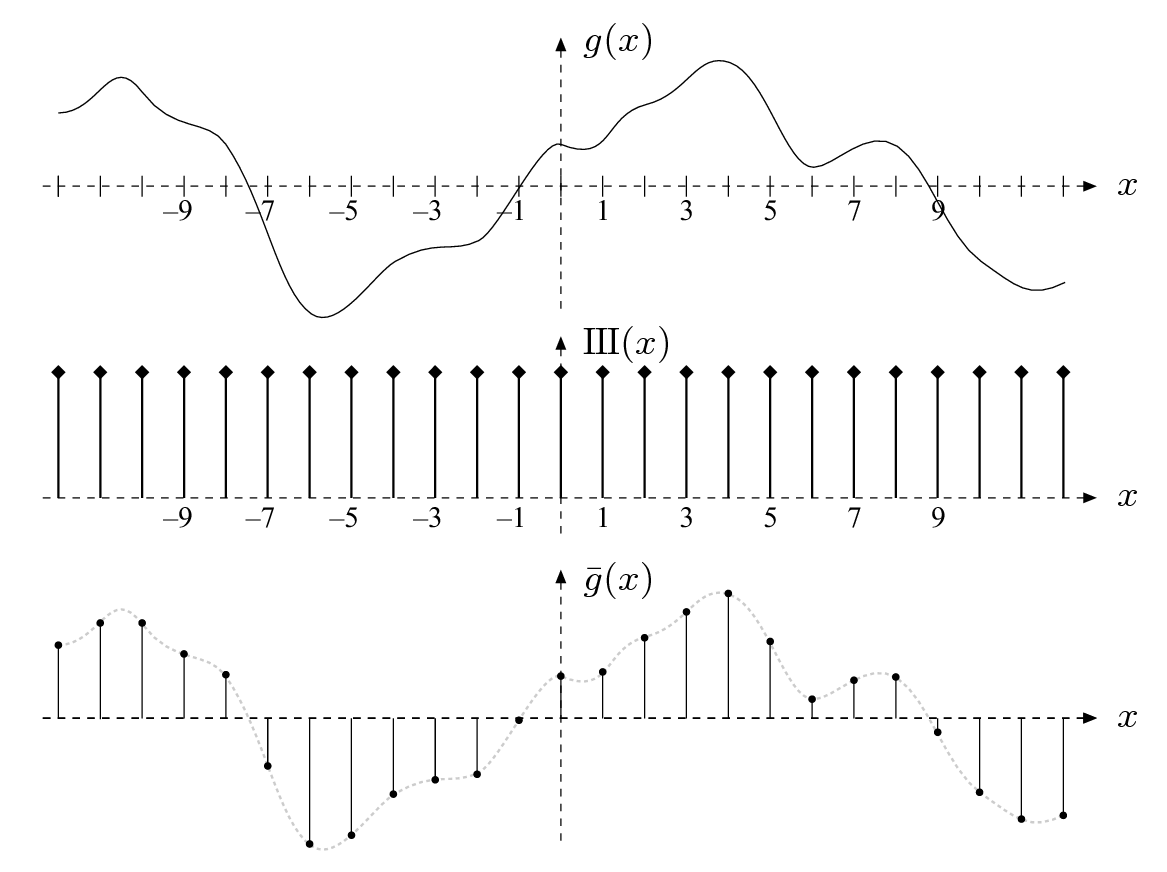 g(x)
x
–9 –7 –5 –3 –1 1 3 5 7 9
Ш(x)
x
–9 –7 –5 –3 –1 1 3 5 7 9
ḡ(x)
x